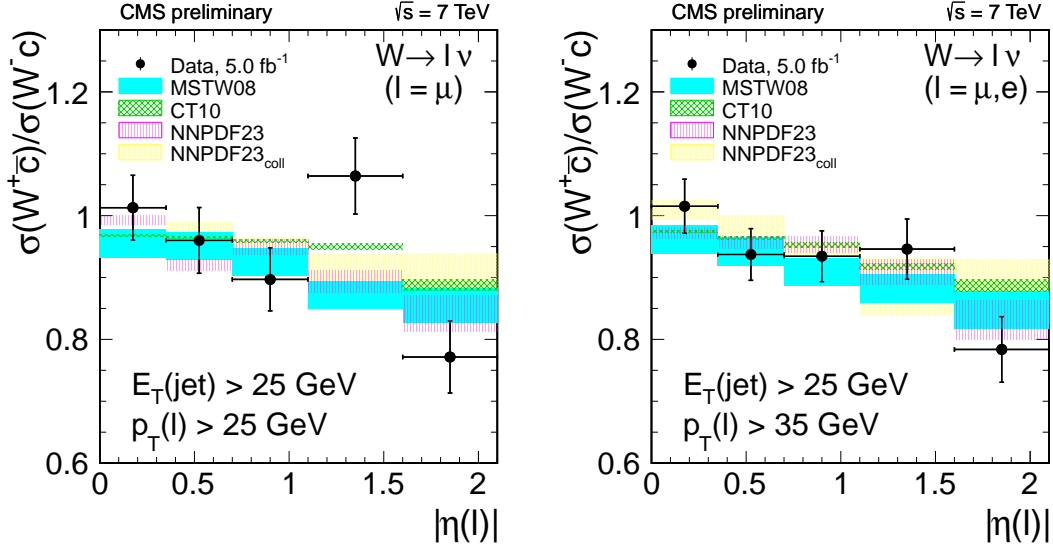 CMS preliminary
√s = 7 TeV
σ(W⁺c̄)/σ(W⁻c)
1.2
1
0.8
0.6
W→ l ν
(l = μ)
Data, 5.0 fb⁻¹
MSTW08
CT10
NNPDF23
NNPDF23coll
E_T(jet) > 25 GeV
p_T(l) > 25 GeV
0 0.5 1 1.5 2
|η(l)|
CMS preliminary
√s = 7 TeV
σ(W⁺c̄)/σ(W⁻c)
1.2
1
0.8
0.6
W→ l ν
(l = μ,e)
Data, 5.0 fb⁻¹
MSTW08
CT10
NNPDF23
NNPDF23coll
E_T(jet) > 25 GeV
p_T(l) > 35 GeV
0 0.5 1 1.5 2
|η(l)|